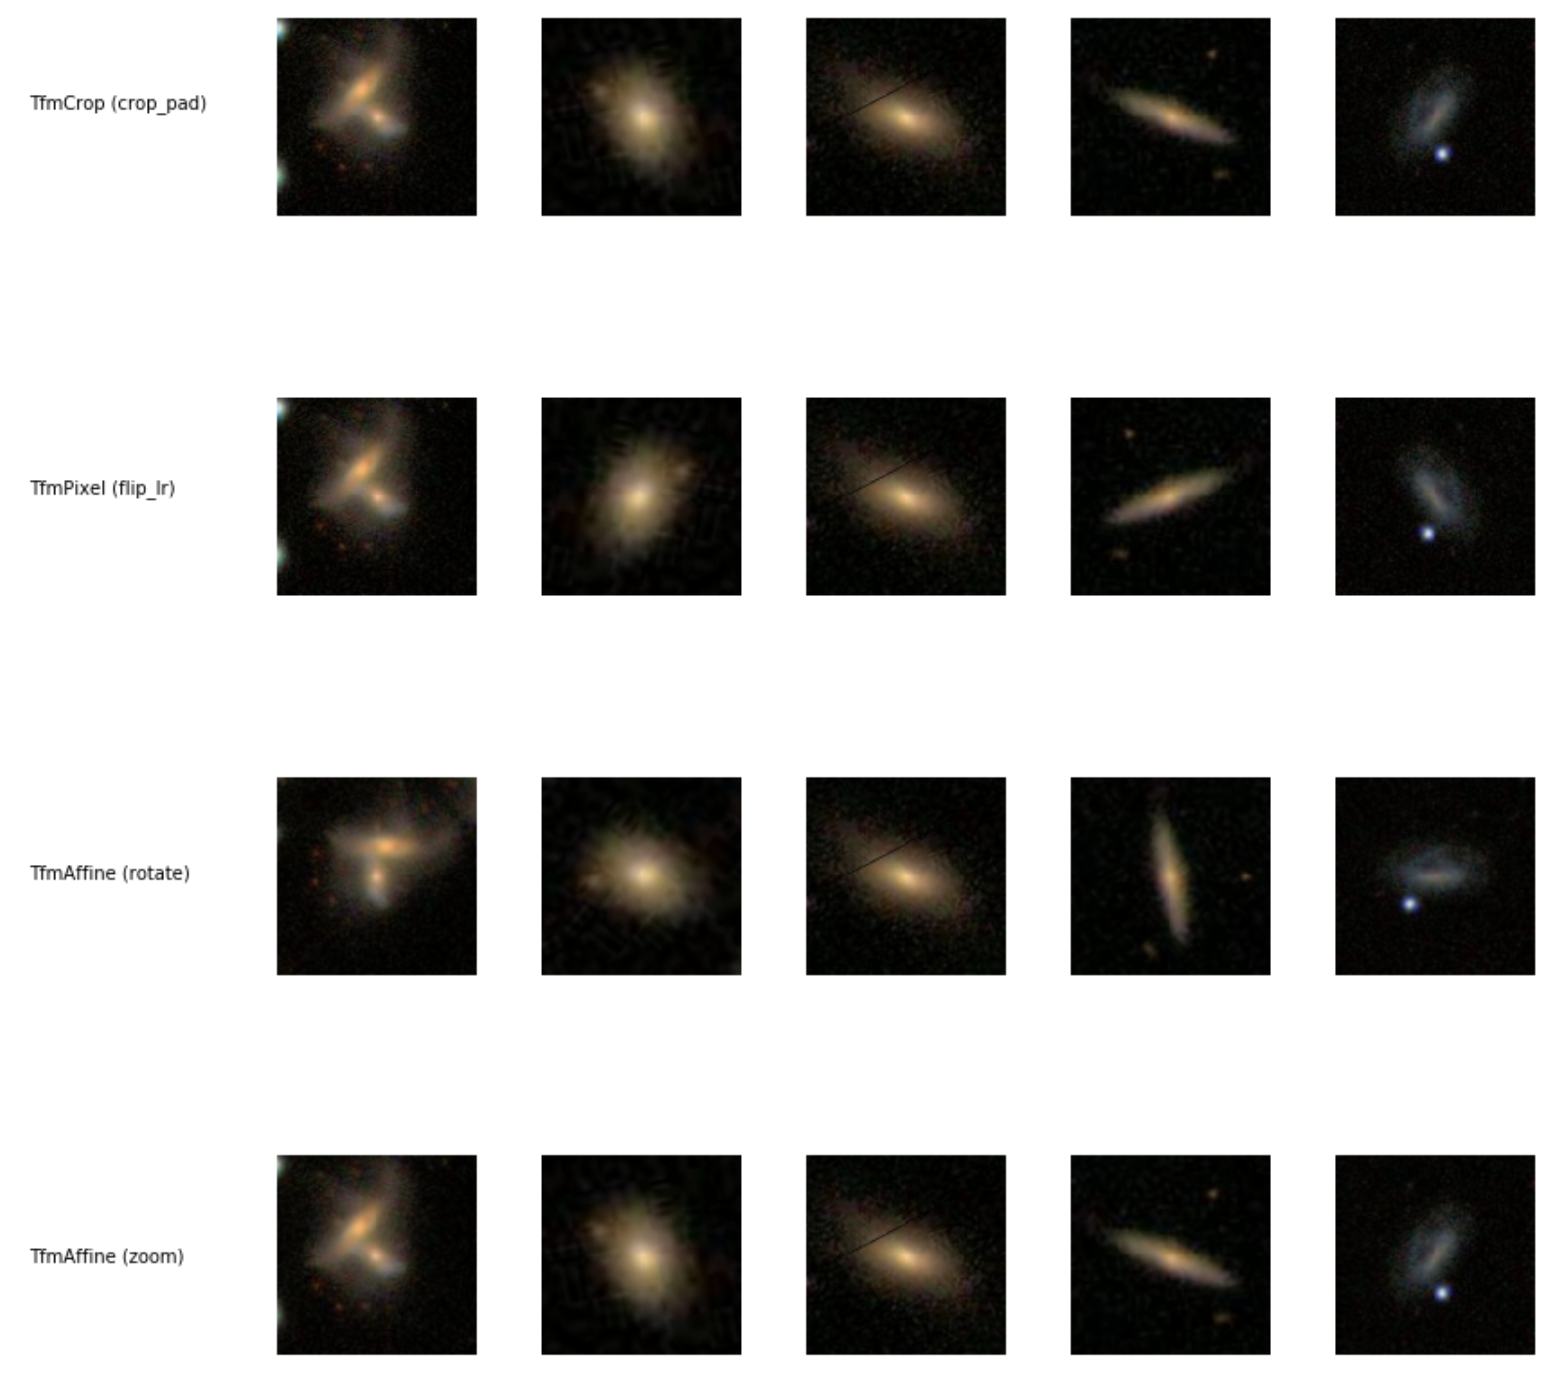 TfmCrop (crop_pad)
TfmPixel (flip_lr)
TfmAffine (rotate)
TfmAffine (zoom)